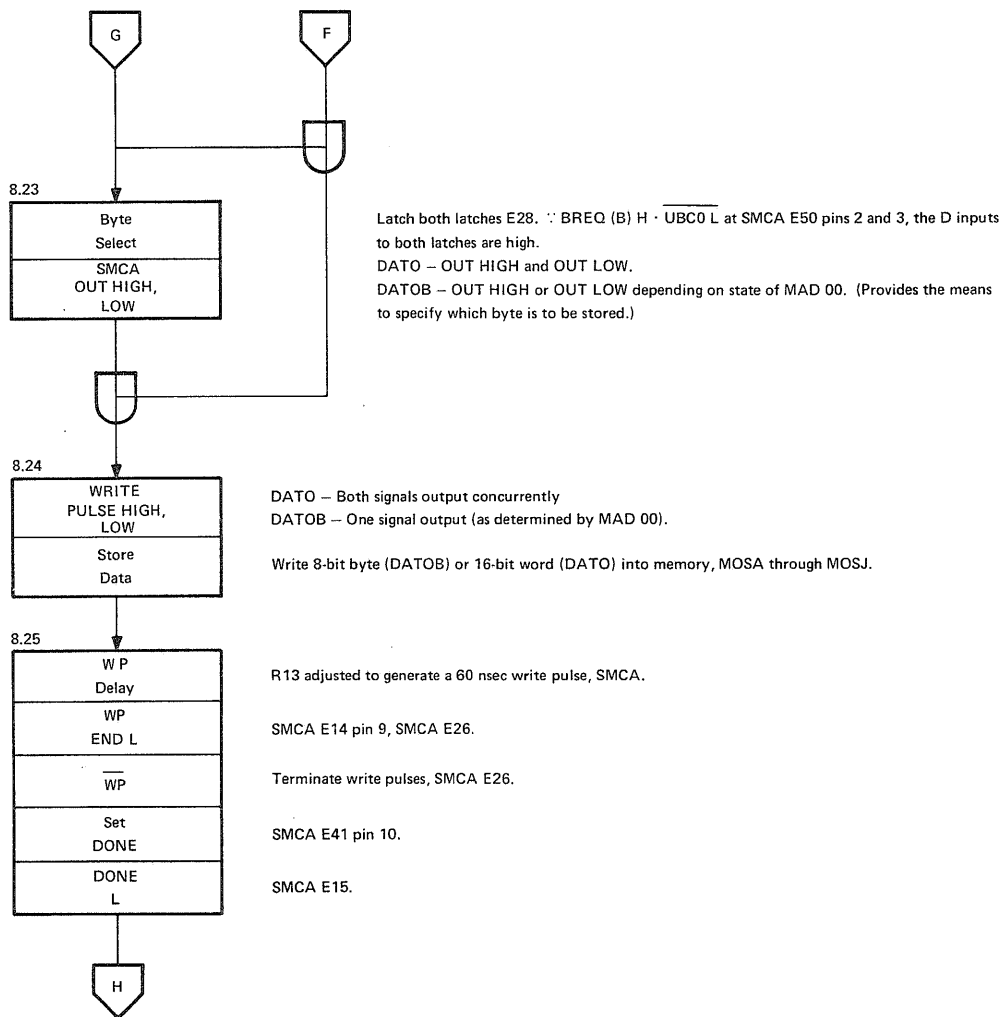 G
F
8.23
Byte
Select
SMCA
OUT HIGH,
LOW
Latch both latches E28. ∵ BREQ (B) H · UBC0 L at SMCA E50 pins 2 and 3, the D inputs
to both latches are high.
DATO – OUT HIGH and OUT LOW.
DATOB – OUT HIGH or OUT LOW depending on state of MAD 00. (Provides the means
to specify which byte is to be stored.)
8.24
WRITE
PULSE HIGH,
LOW
Store
Data
DATO – Both signals output concurrently
DATOB – One signal output (as determined by MAD 00).
Write 8-bit byte (DATOB) or 16-bit word (DATO) into memory, MOSA through MOSJ.
8.25
W P
Delay
R13 adjusted to generate a 60 nsec write pulse, SMCA.
WP
END L
SMCA E14 pin 9, SMCA E26.
WP
Terminate write pulses, SMCA E26.
Set
DONE
SMCA E41 pin 10.
DONE
L
SMCA E15.
H